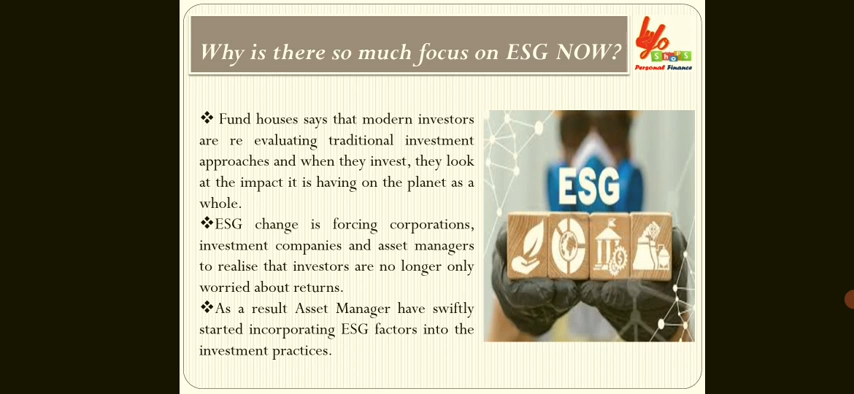 Why is there so much focus on ESG NOW?
Personal Finance
❖ Fund houses says that modern investors
are re evaluating traditional investment
approaches and when they invest, they look
at the impact it is having on the planet as a
whole.
❖ESG change is forcing corporations,
investment companies and asset managers
to realise that investors are no longer only
worried about returns.
❖As a result Asset Manager have swiftly
started incorporating ESG factors into the
investment practices.
ESG